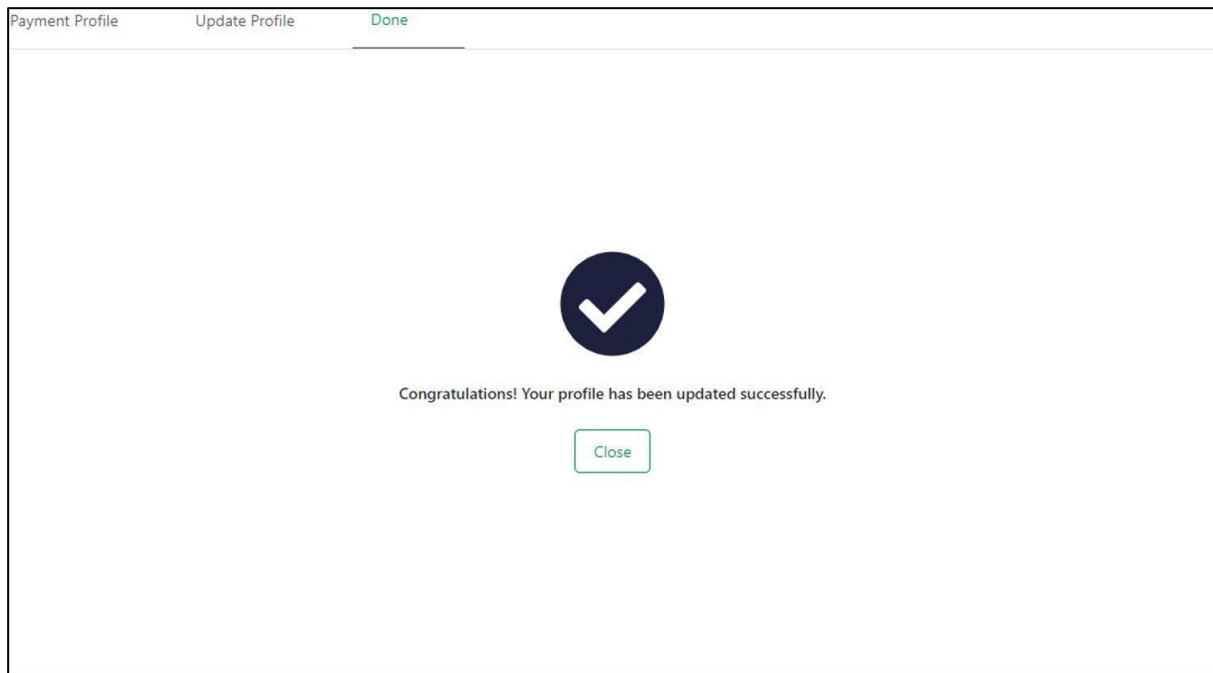 Payment Profile Update Profile Done
Congratulations! Your profile has been updated successfully.
Close